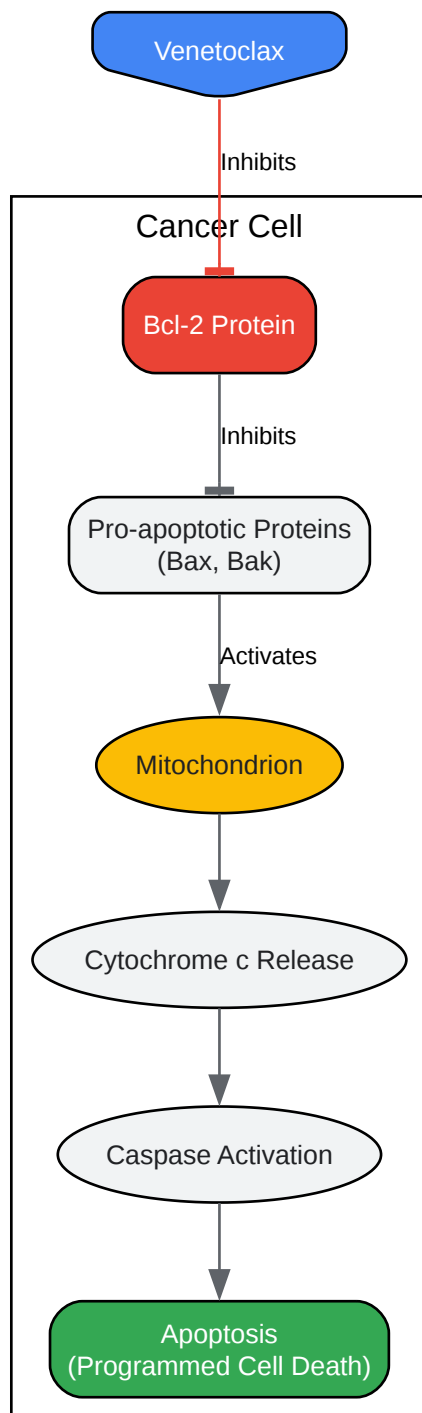 Venetoclax
Inhibits
Cancer Cell
Bcl-2 Protein
Inhibits
Pro-apoptotic Proteins
(Bax, Bak)
Activates
Mitochondrion
Cytochrome c Release
Caspase Activation
Apoptosis
(Programmed Cell Death)